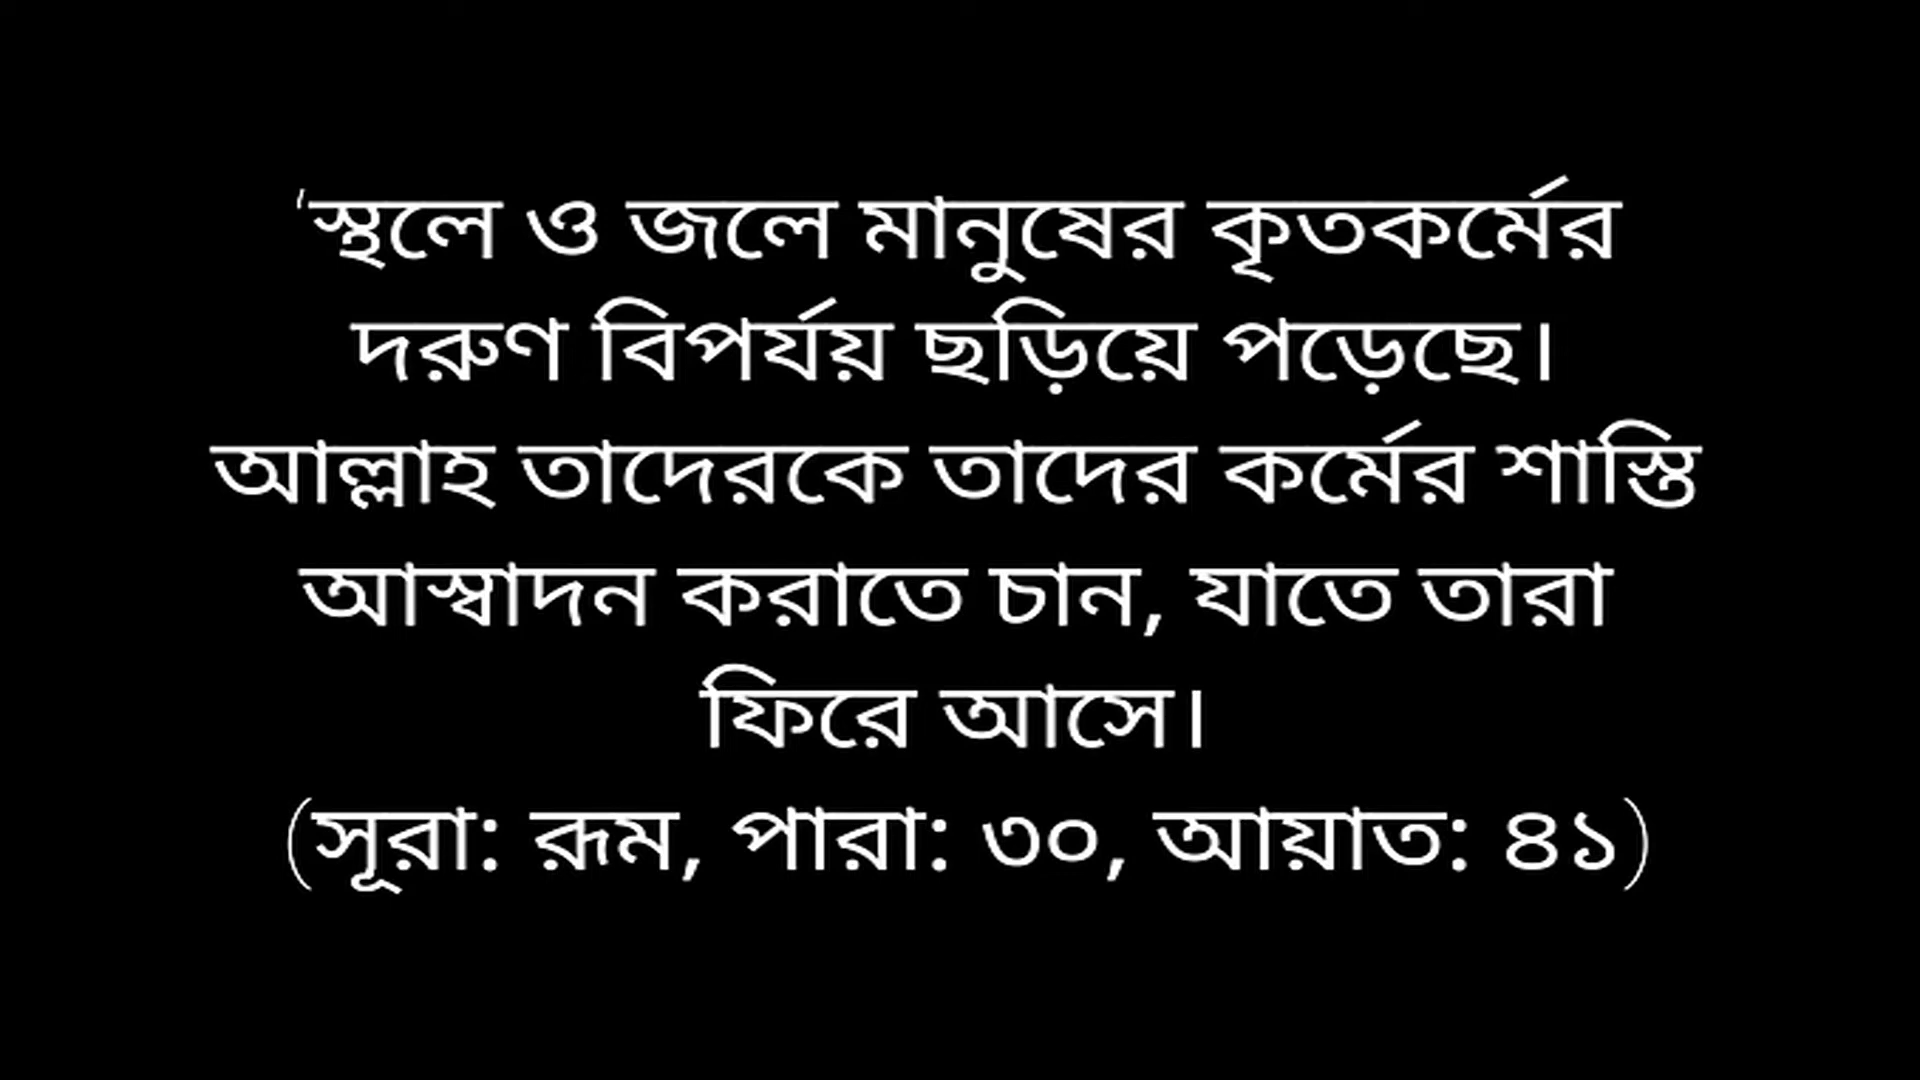 'স্থলে ও জলে মানুষের কৃতকর্মের
দরুণ বিপর্যয় ছড়িয়ে পড়েছে।
আল্লাহ তাদেরকে তাদের কর্মের শাস্তি
আস্বাদন করাতে চান, যাতে তারা
ফিরে আসে।
(সূরা: রূম, পারা: ৩০, আয়াত: ৪১)